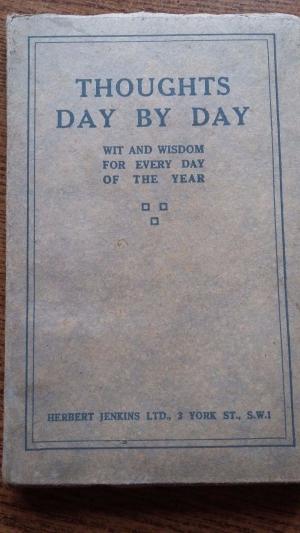 THOUGHTS
DAY BY DAY
WIT AND WISDOM
FOR EVERY DAY
OF THE YEAR
HERBERT JENKINS LTD., 3 YORK ST., S.W.1